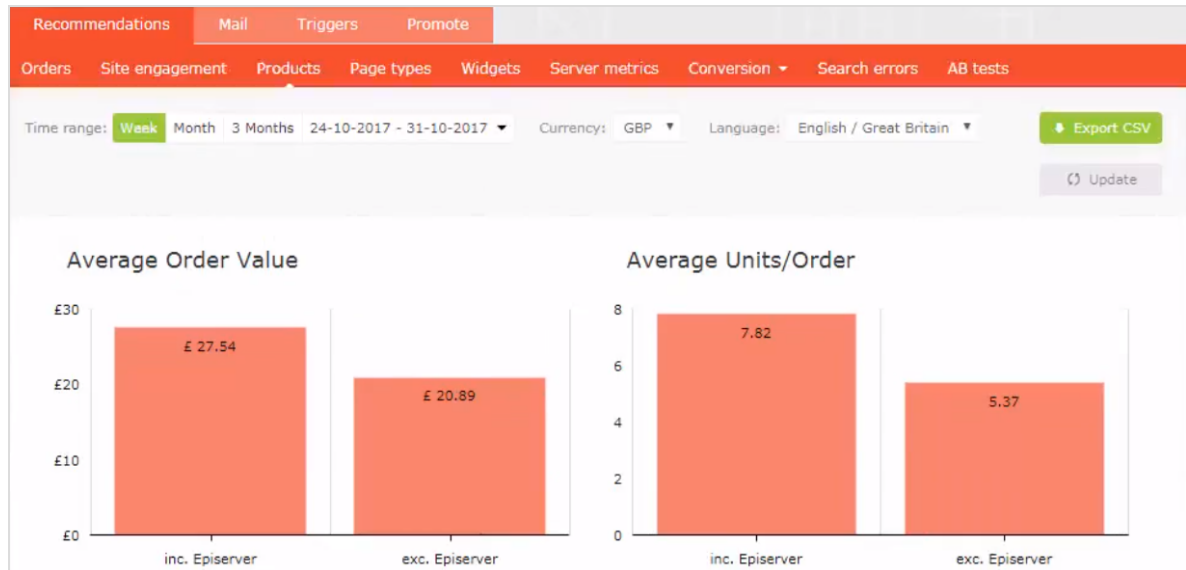 Recommendations Mail Triggers Promote
Orders Site engagement Products Page types Widgets Server metrics Conversion Search errors AB tests
Time range: Week Month 3 Months 24-10-2017 - 31-10-2017 Currency: GBP Language: English / Great Britain Export CSV
Update
Average Order Value Average Units/Order
£30 8
£ 27.54 7.82
6
£20 £ 20.89 5.37
4
£10
2
£0 0
inc. Episerver exc. Episerver inc. Episerver exc. Episerver